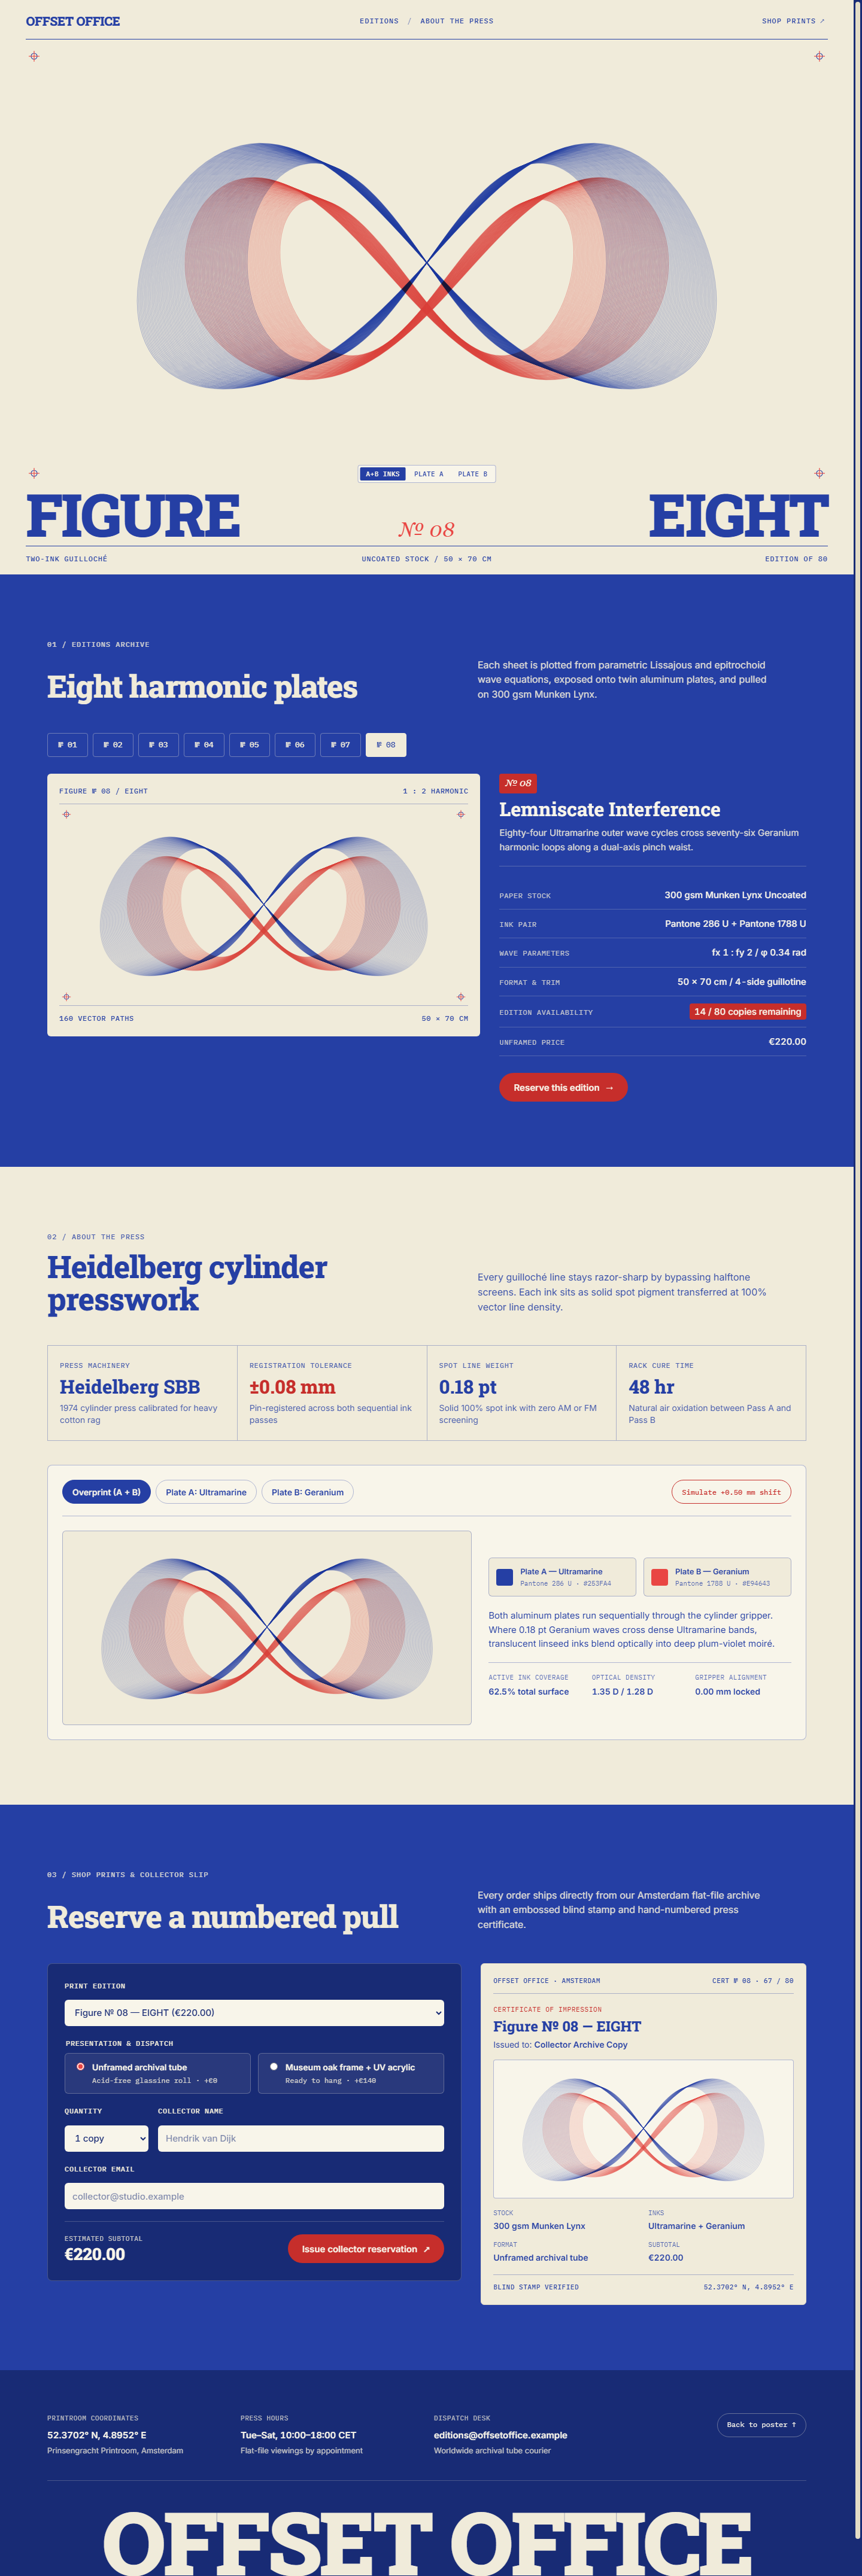 OFFSET OFFICE
EDITIONS / ABOUT THE PRESS
SHOP PRINTS ↗
A+B INKS PLATE A PLATE B
FIGURE
№ 08
EIGHT
TWO-INK GUILLOCHÉ
UNCOATED STOCK / 50 × 70 CM
EDITION OF 80
01 / EDITIONS ARCHIVE
Eight harmonic plates
Each sheet is plotted from parametric Lissajous and epitrochoid
wave equations, exposed onto twin aluminum plates, and pulled
on 300 gsm Munken Lynx.
№ 01
№ 02
№ 03
№ 04
№ 05
№ 06
№ 07
№ 08
FIGURE № 08 / EIGHT
1 : 2 HARMONIC
160 VECTOR PATHS
50 × 70 CM
№ 08
Lemniscate Interference
Eighty-four Ultramarine outer wave cycles cross seventy-six Geranium
harmonic loops along a dual-axis pinch waist.
PAPER STOCK
300 gsm Munken Lynx Uncoated
INK PAIR
Pantone 286 U + Pantone 1788 U
WAVE PARAMETERS
fx 1 : fy 2 / φ 0.34 rad
FORMAT & TRIM
50 × 70 cm / 4-side guillotine
EDITION AVAILABILITY
14 / 80 copies remaining
UNFRAMED PRICE
€220.00
Reserve this edition →
02 / ABOUT THE PRESS
Heidelberg cylinder
presswork
Every guilloché line stays razor-sharp by bypassing halftone
screens. Each ink sits as solid spot pigment transferred at 100%
vector line density.
PRESS MACHINERY
Heidelberg SBB
1974 cylinder press calibrated for heavy
cotton rag
REGISTRATION TOLERANCE
±0.08 mm
Pin-registered across both sequential ink
passes
SPOT LINE WEIGHT
0.18 pt
Solid 100% spot ink with zero AM or FM
screening
RACK CURE TIME
48 hr
Natural air oxidation between Pass A and
Pass B
Overprint (A + B)
Plate A: Ultramarine
Plate B: Geranium
Simulate +0.50 mm shift
Plate A — Ultramarine
Pantone 286 U · #253FA4
Plate B — Geranium
Pantone 1788 U · #E94643
Both aluminum plates run sequentially through the cylinder gripper.
Where 0.18 pt Geranium waves cross dense Ultramarine bands,
translucent linseed inks blend optically into deep plum-violet moiré.
ACTIVE INK COVERAGE
62.5% total surface
OPTICAL DENSITY
1.35 D / 1.28 D
GRIPPER ALIGNMENT
0.00 mm locked
03 / SHOP PRINTS & COLLECTOR SLIP
Reserve a numbered pull
Every order ships directly from our Amsterdam flat-file archive
with an embossed blind stamp and hand-numbered press
certificate.
PRINT EDITION
Figure № 08 — EIGHT (€220.00)
PRESENTATION & DISPATCH
Unframed archival tube
Acid-free glassine roll · +€0
Museum oak frame + UV acrylic
Ready to hang · +€140
QUANTITY
1 copy
COLLECTOR NAME
Hendrik van Dijk
COLLECTOR EMAIL
collector@studio.example
ESTIMATED SUBTOTAL
€220.00
Issue collector reservation ↗
OFFSET OFFICE · AMSTERDAM
CERT № 08 · 67 / 80
CERTIFICATE OF IMPRESSION
Figure № 08 — EIGHT
Issued to: Collector Archive Copy
STOCK
300 gsm Munken Lynx
INKS
Ultramarine + Geranium
FORMAT
Unframed archival tube
SUBTOTAL
€220.00
BLIND STAMP VERIFIED
52.3702° N, 4.8952° E
PRINTROOM COORDINATES
52.3702° N, 4.8952° E
Prinsengracht Printroom, Amsterdam
PRESS HOURS
Tue–Sat, 10:00–18:00 CET
Flat-file viewings by appointment
DISPATCH DESK
editions@offsetoffice.example
Worldwide archival tube courier
Back to poster ↑
OFFSET OFFICE